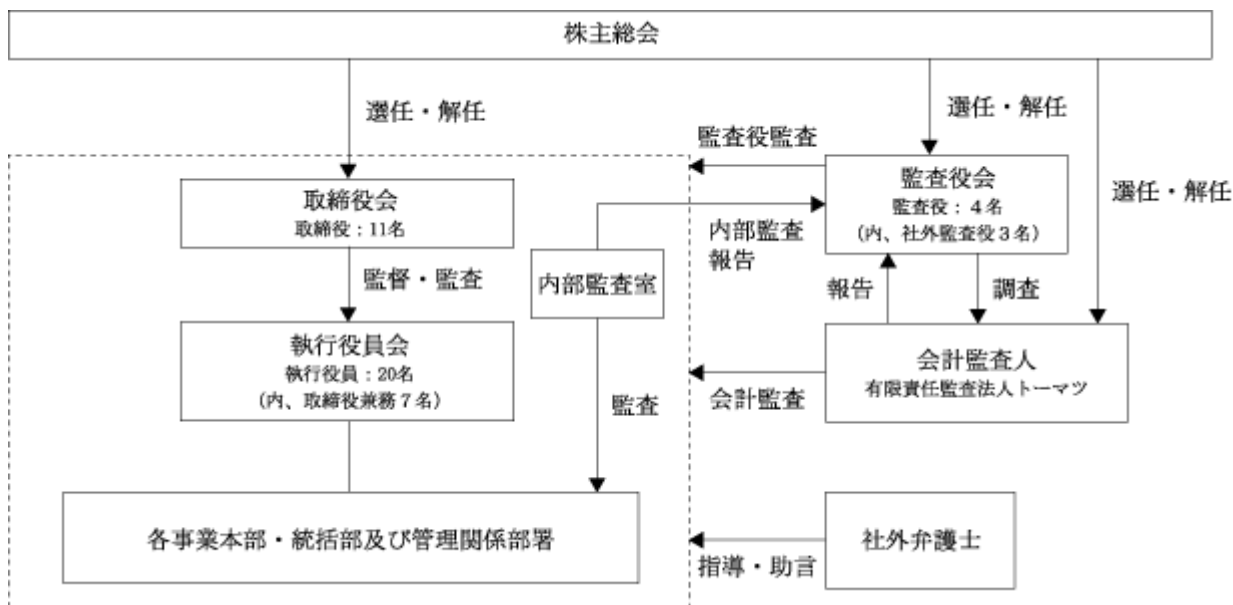 株主総会
選任・解任
選任・解任
選任・解任
監査役監査
取締役会
取締役：11名
監査役会
監査役：４名
（内、社外監査役３名）
内部監査
報告
監督・監査
内部監査室
報告
調査
執行役員会
執行役員：20名
（内、取締役兼務７名）
監査
会計監査
会計監査人
有限責任監査法人トーマツ
各事業本部・統括部及び管理関係部署
指導・助言
社外弁護士